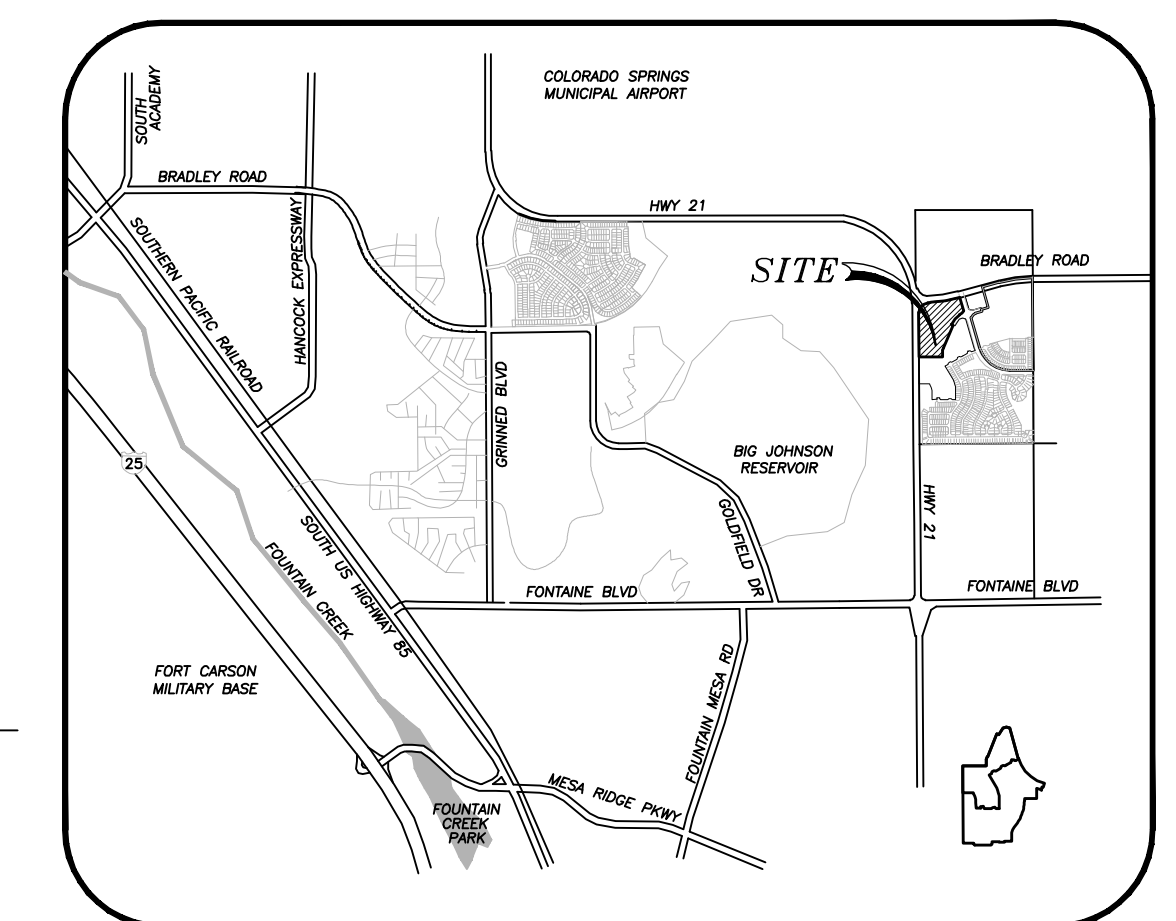 COLORADO SPRINGS
MUNICIPAL AIRPORT
SOUTH
ACADEMY
BRADLEY ROAD
HWY 21
HANCOCK EXPRESSWAY
SOUTHERN PACIFIC RAILROAD
SITE
BRADLEY ROAD
GRINNED BLVD
BIG JOHNSON
RESERVOIR
25
GOLDFIELD DR
HWY 21
SOUTH US HIGHWAY 85
FOUNTAIN CREEK
FONTAINE BLVD
FONTAINE BLVD
FORT CARSON
MILITARY BASE
FOUNTAIN MESA RD
MESA RIDGE PKWY
FOUNTAIN
CREEK
PARK